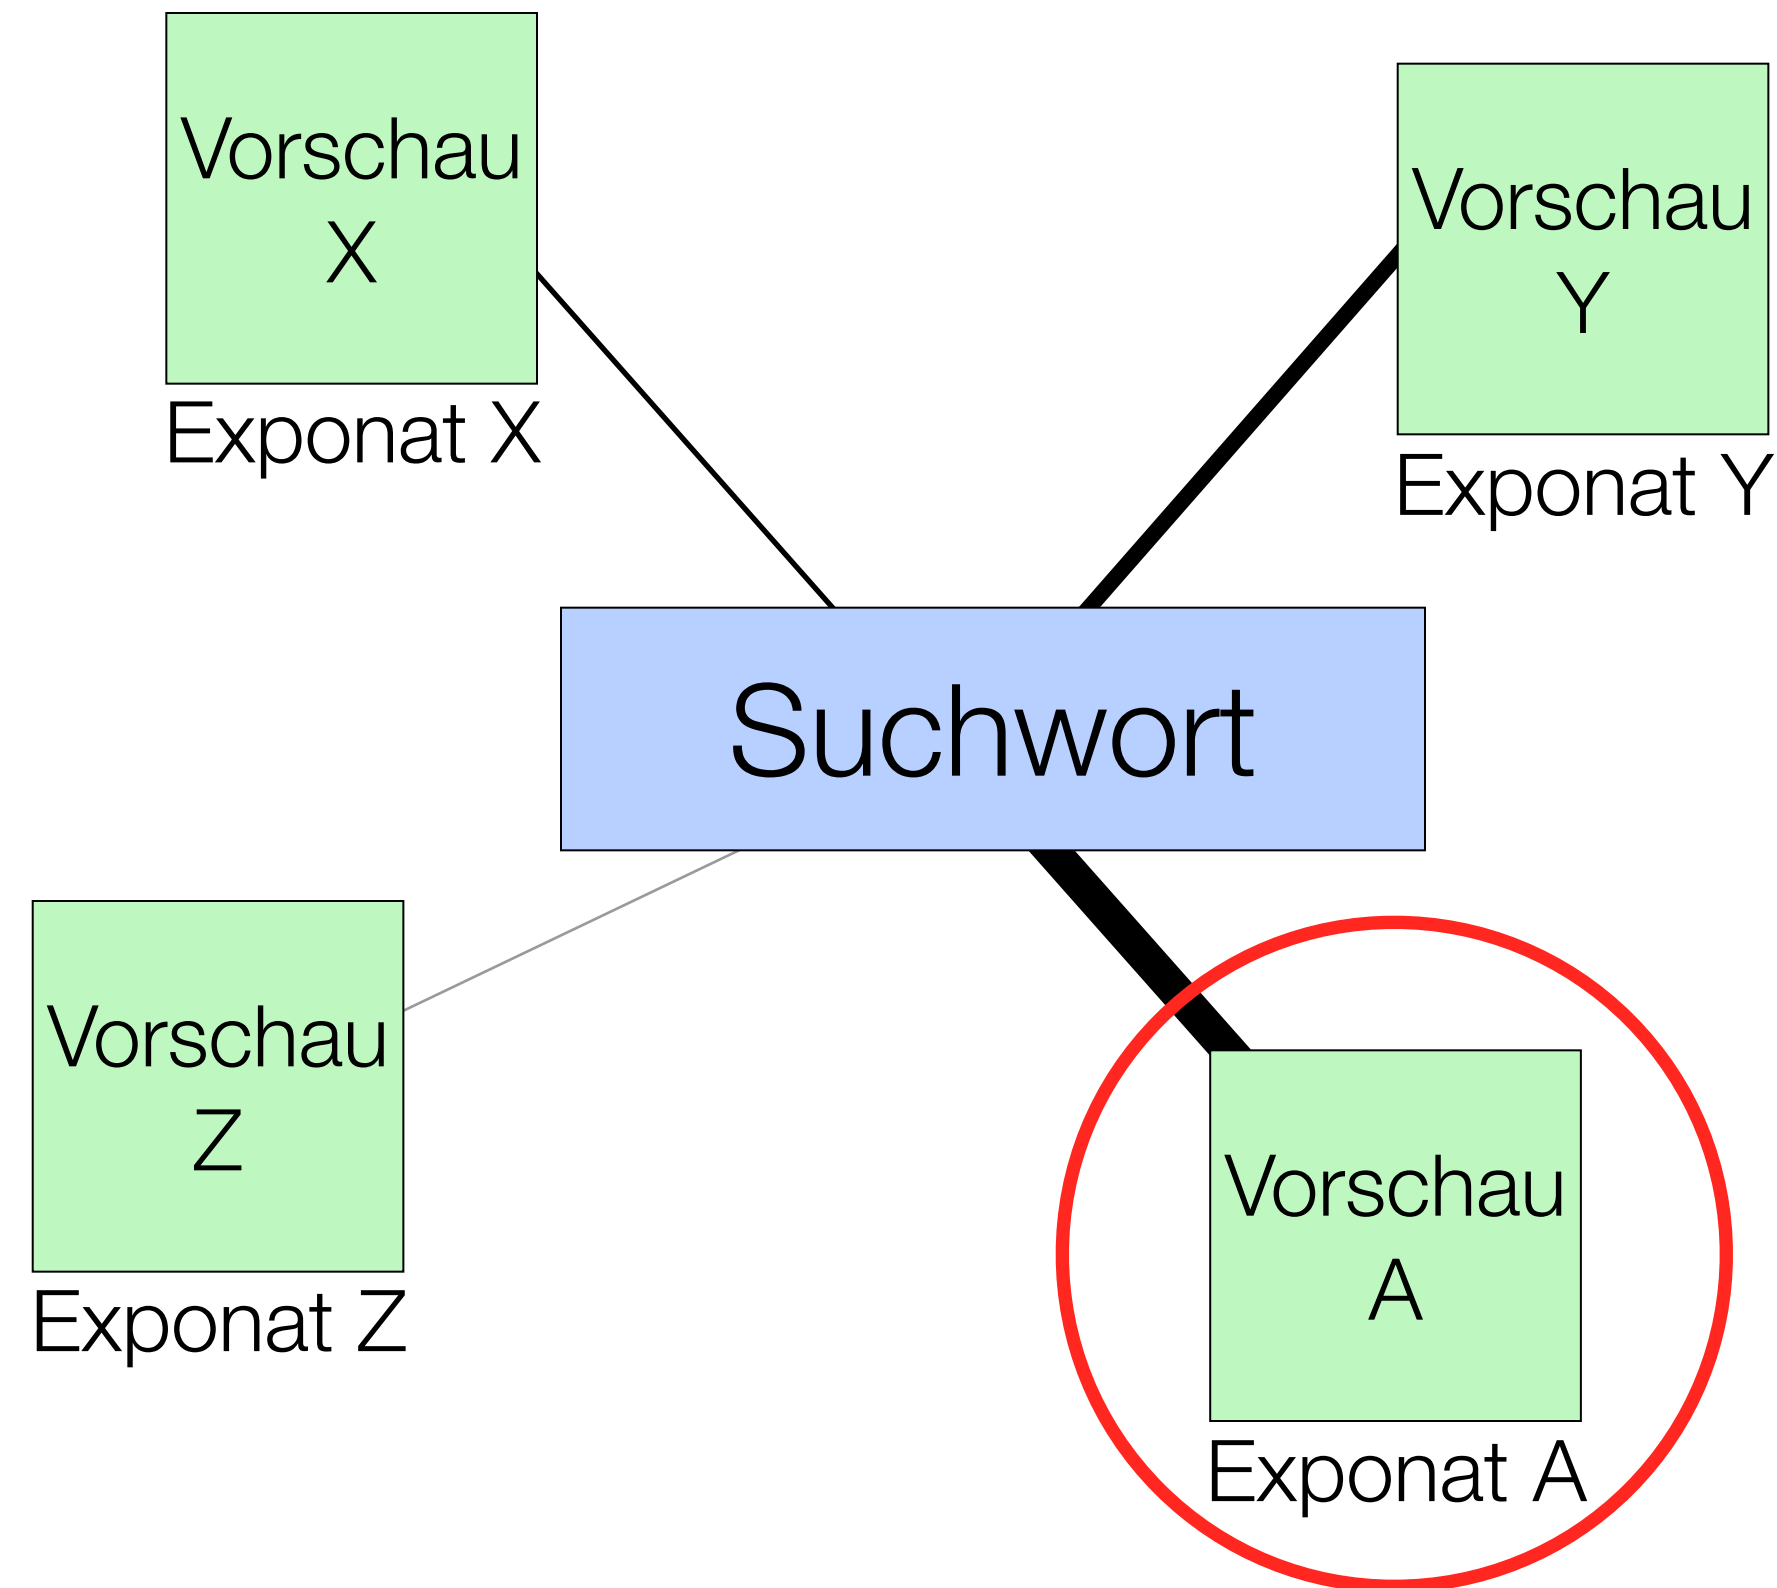 Vorschau
X
Exponat X
Vorschau
Y
Exponat Y
Suchwort
Vorschau
Z
Exponat Z
Vorschau
A
Exponat A